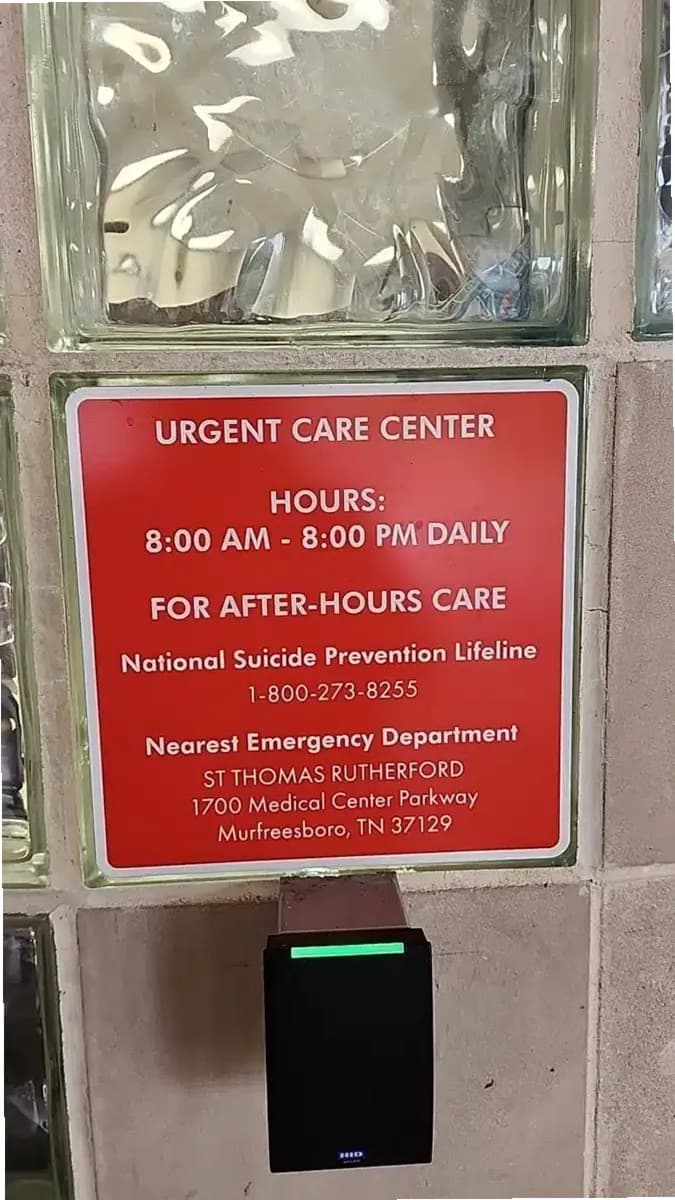 URGENT CARE CENTER
HOURS:
8:00 AM - 8:00 PM DAILY
FOR AFTER-HOURS CARE
National Suicide Prevention Lifeline
1-800-273-8255
Nearest Emergency Department
ST THOMAS RUTHERFORD
1700 Medical Center Parkway
Murfreesboro, TN 37129
HID